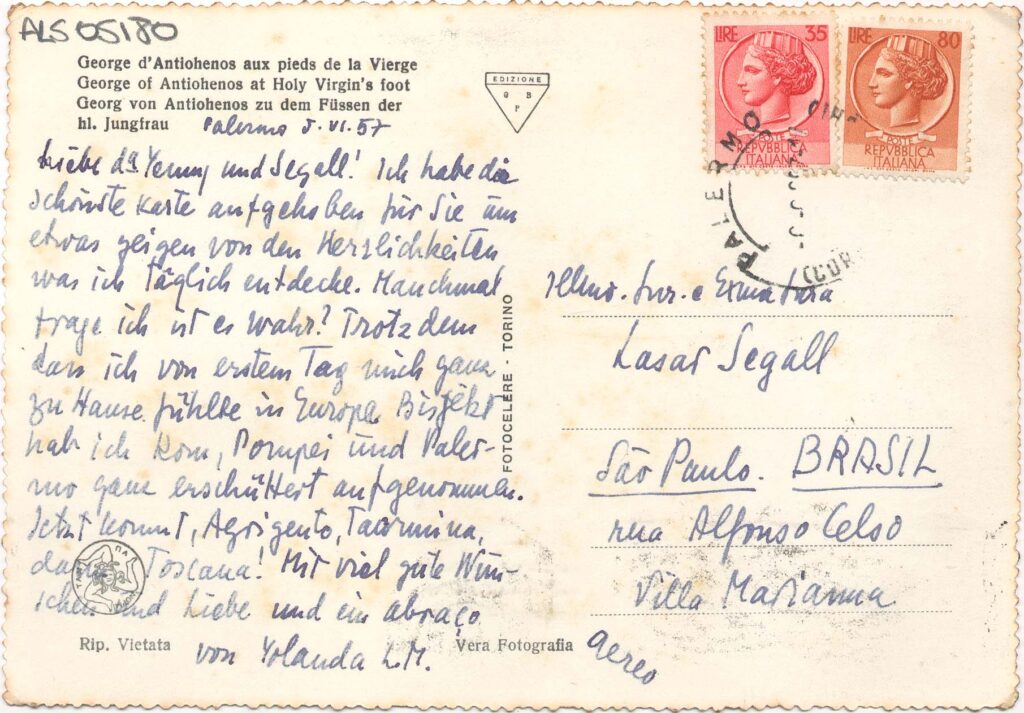 ALS 05180
George d'Antiohenos aux pieds de la Vierge
George of Antiohenos at Holy Virgin's foot
Georg von Antiohenos zu dem Füssen der
hl. Jungfrau
Palermo 5.VI.57
Liebe dª Yenny und Segall! Ich habe die
schönste Karte aufgehoben für Sie um
etwas zeigen von den Herrlichkeiten
was ich täglich entdecke. Manchmal
frage ich ist es wahr? Trotzdem
dass ich von erstem Tag mich ganz
zu Hause fühlte in Europa. Bisjetzt
hab ich Rom, Pompei und Paler-
mo ganz erschüttert aufgenommen.
Jetzt kommt, Agrigento, Taormina,
dann Toscana! Mit viel gute Wün-
schen und Liebe und ein abraço
von Yolanda L.M.
Rip. Vietata
Vera Fotografia
FOTOCELERE - TORINO
EDIZIONE
G B
P
LIRE 35
POSTE
REPVBBLICA
ITALIANA
LIRE 80
POSTE
REPVBBLICA
ITALIANA
PALERMO
Illmo. Snr. e Exma Snra
Lasar Segall
São Paulo. BRASIL
rua Alfonso Celso
Villa Marianna
aereo